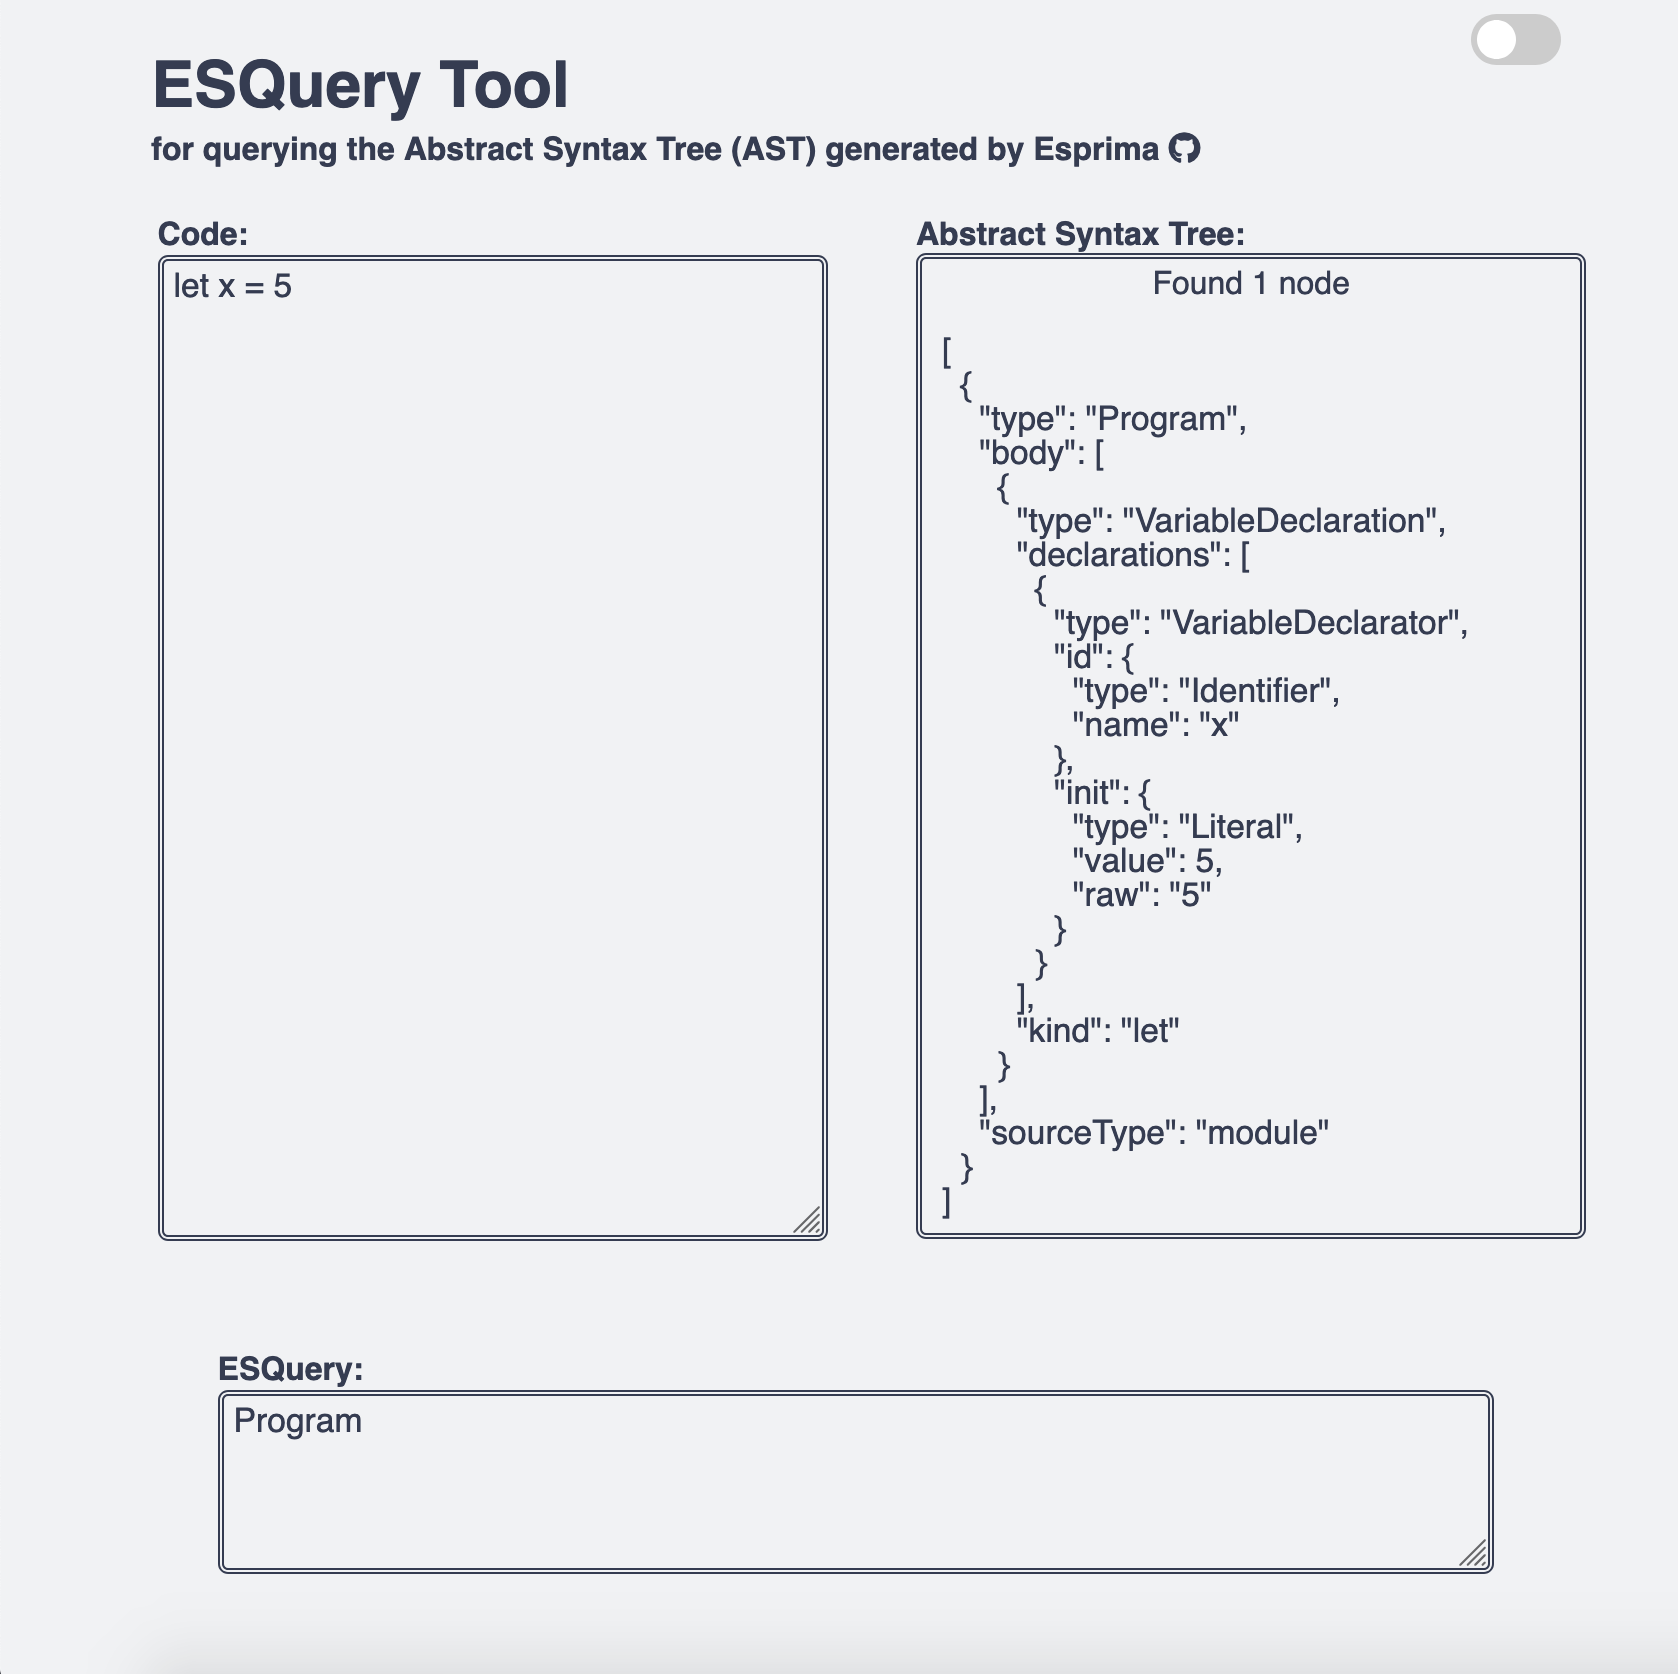 ESQuery Tool
for querying the Abstract Syntax Tree (AST) generated by Esprima
Code:
let x = 5
Abstract Syntax Tree:
Found 1 node
[
  {
    "type": "Program",
    "body": [
      {
        "type": "VariableDeclaration",
        "declarations": [
          {
            "type": "VariableDeclarator",
            "id": {
              "type": "Identifier",
              "name": "x"
            },
            "init": {
              "type": "Literal",
              "value": 5,
              "raw": "5"
            }
          }
        ],
        "kind": "let"
      }
    ],
    "sourceType": "module"
  }
]
ESQuery:
Program